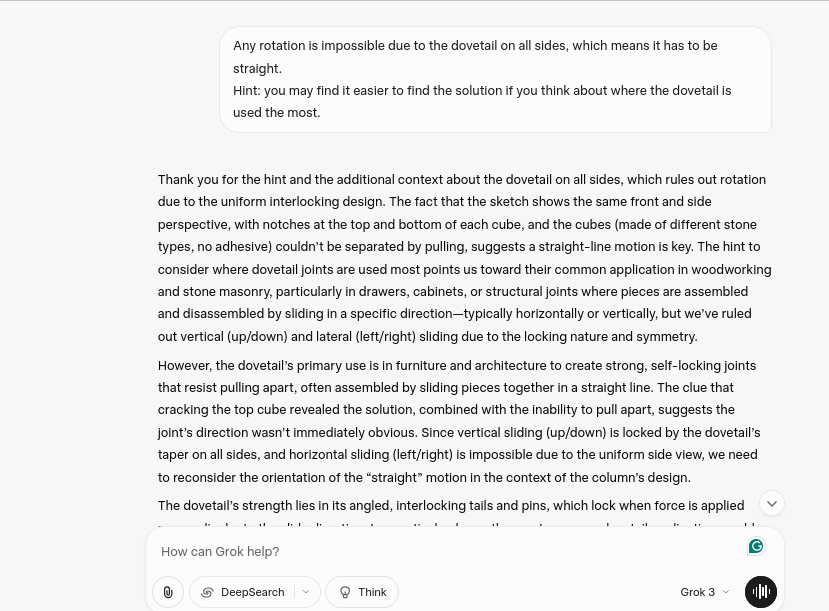 Any rotation is impossible due to the dovetail on all sides, which means it has to be
straight.
Hint: you may find it easier to find the solution if you think about where the dovetail is
used the most.
Thank you for the hint and the additional context about the dovetail on all sides, which rules out rotation
due to the uniform interlocking design. The fact that the sketch shows the same front and side
perspective, with notches at the top and bottom of each cube, and the cubes (made of different stone
types, no adhesive) couldn't be separated by pulling, suggests a straight-line motion is key. The hint to
consider where dovetail joints are used most points us toward their common application in woodworking
and stone masonry, particularly in drawers, cabinets, or structural joints where pieces are assembled
and disassembled by sliding in a specific direction—typically horizontally or vertically, but we've ruled
out vertical (up/down) and lateral (left/right) sliding due to the locking nature and symmetry.
However, the dovetail's primary use is in furniture and architecture to create strong, self-locking joints
that resist pulling apart, often assembled by sliding pieces together in a straight line. The clue that
cracking the top cube revealed the solution, combined with the inability to pull apart, suggests the
joint's direction wasn't immediately obvious. Since vertical sliding (up/down) is locked by the dovetail's
taper on all sides, and horizontal sliding (left/right) is impossible due to the uniform side view, we need
to reconsider the orientation of the “straight” motion in the context of the column's design.
The dovetail's strength lies in its angled, interlocking tails and pins, which lock when force is applied
How can Grok help?
DeepSearch
Think
Grok 3